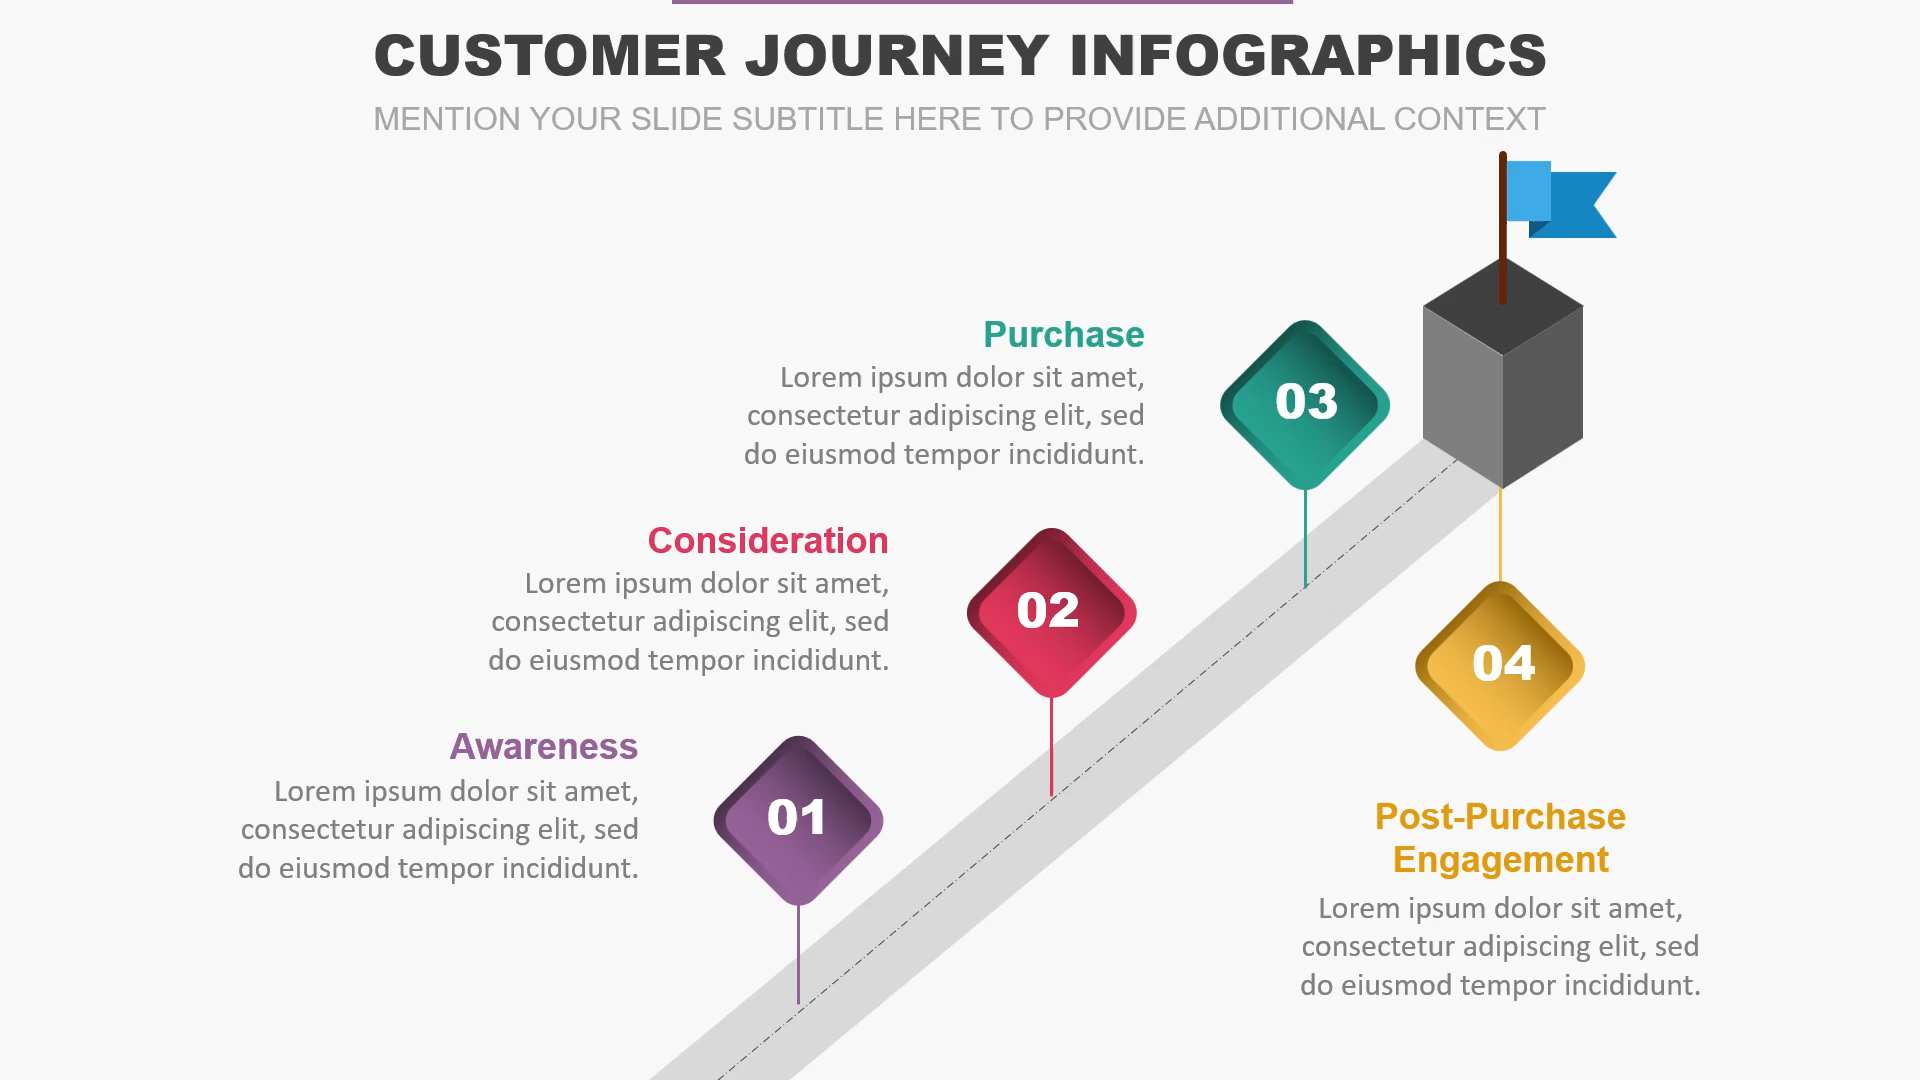 CUSTOMER JOURNEY INFOGRAPHICS
MENTION YOUR SLIDE SUBTITLE HERE TO PROVIDE ADDITIONAL CONTEXT
01
Awareness
Lorem ipsum dolor sit amet,
consectetur adipiscing elit, sed
do eiusmod tempor incididunt.
02
Consideration
Lorem ipsum dolor sit amet,
consectetur adipiscing elit, sed
do eiusmod tempor incididunt.
03
Purchase
Lorem ipsum dolor sit amet,
consectetur adipiscing elit, sed
do eiusmod tempor incididunt.
04
Post-Purchase
Engagement
Lorem ipsum dolor sit amet,
consectetur adipiscing elit, sed
do eiusmod tempor incididunt.